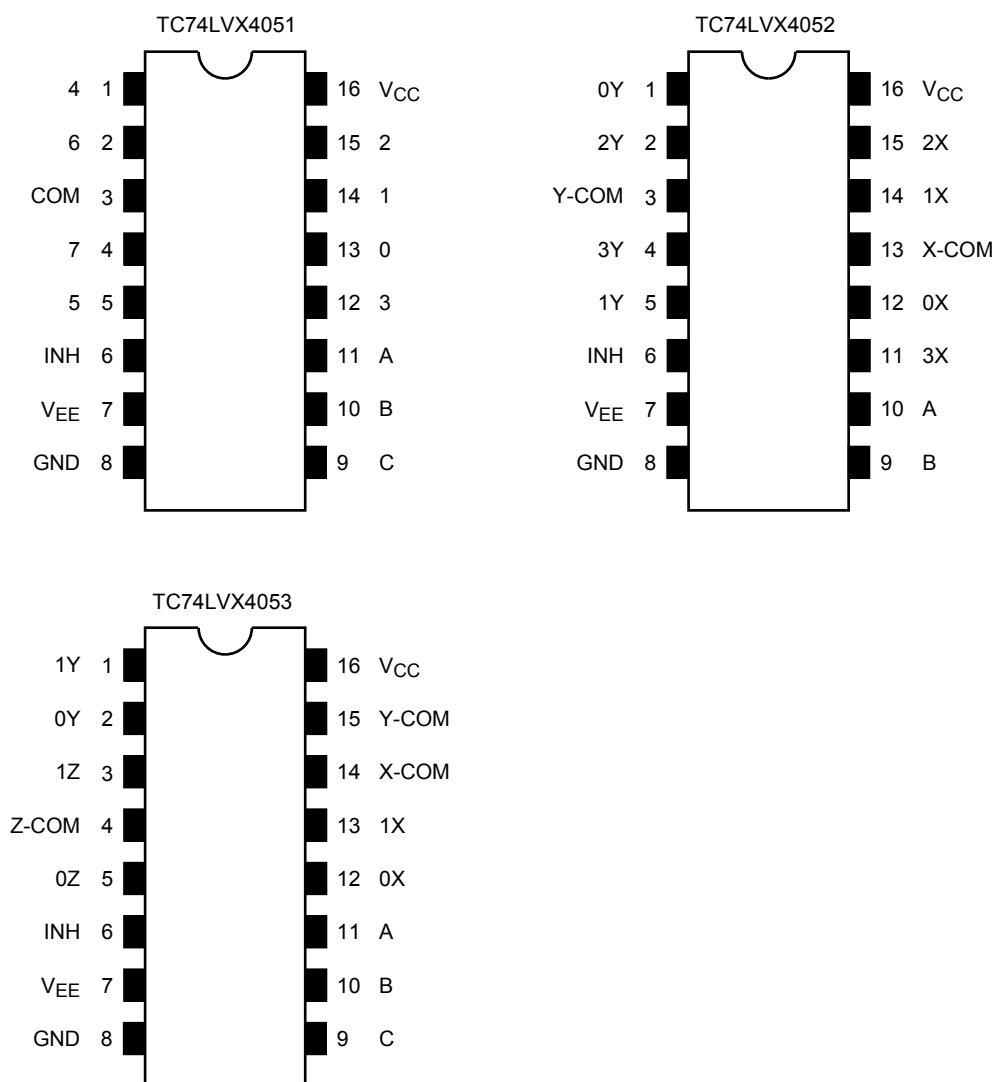 TC74LVX4051
4 1 16 VCC
6 2 15 2
COM 3 14 1
7 4 13 0
5 5 12 3
INH 6 11 A
VEE 7 10 B
GND 8 9 C
TC74LVX4052
0Y 1 16 VCC
2Y 2 15 2X
Y-COM 3 14 1X
3Y 4 13 X-COM
1Y 5 12 0X
INH 6 11 3X
VEE 7 10 A
GND 8 9 B
TC74LVX4053
1Y 1 16 VCC
0Y 2 15 Y-COM
1Z 3 14 X-COM
Z-COM 4 13 1X
0Z 5 12 0X
INH 6 11 A
VEE 7 10 B
GND 8 9 C